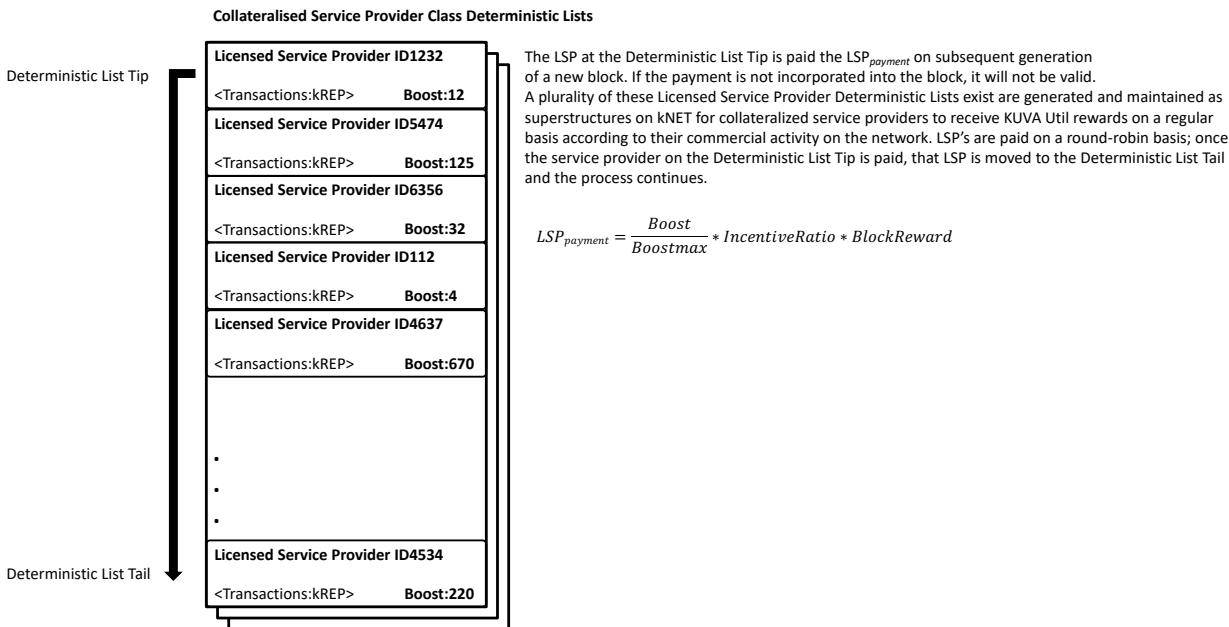 Collateralised Service Provider Class Deterministic Lists
Deterministic List Tip
Licensed Service Provider ID1232
<Transactions:kREP> Boost:12
Licensed Service Provider ID5474
<Transactions:kREP> Boost:125
Licensed Service Provider ID6356
<Transactions:kREP> Boost:32
Licensed Service Provider ID112
<Transactions:kREP> Boost:4
Licensed Service Provider ID4637
<Transactions:kREP> Boost:670
.
.
.
Licensed Service Provider ID4534
Deterministic List Tail
<Transactions:kREP> Boost:220
The LSP at the Deterministic List Tip is paid the LSPpayment on subsequent generation
of a new block. If the payment is not incorporated into the block, it will not be valid.
A plurality of these Licensed Service Provider Deterministic Lists exist are generated and maintained as
superstructures on kNET for collateralized service providers to receive KUVA Util rewards on a regular
basis according to their commercial activity on the network. LSP's are paid on a round-robin basis; once
the service provider on the Deterministic List Tip is paid, that LSP is moved to the Deterministic List Tail
and the process continues.
LSPpayment = Boost / Boostmax * IncentiveRatio * BlockReward